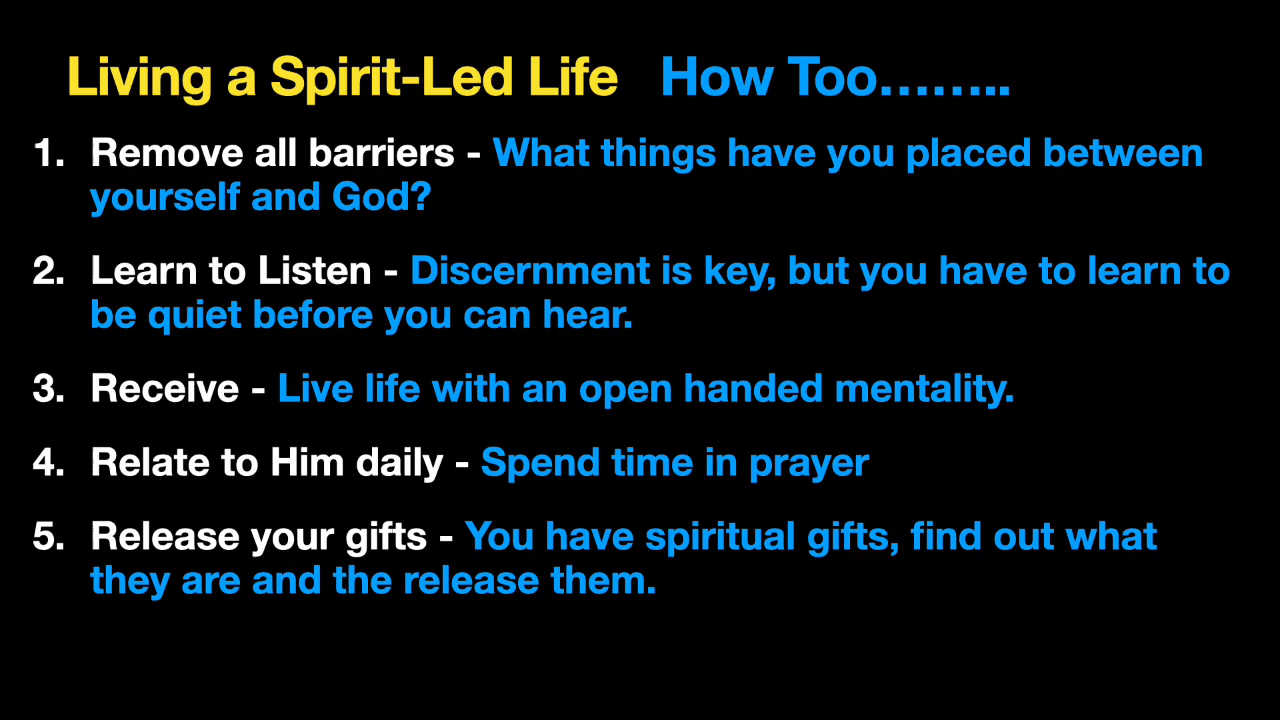 Living a Spirit-Led Life How Too……..
1. Remove all barriers - What things have you placed between
yourself and God?
2. Learn to Listen - Discernment is key, but you have to learn to
be quiet before you can hear.
3. Receive - Live life with an open handed mentality.
4. Relate to Him daily - Spend time in prayer
5. Release your gifts - You have spiritual gifts, find out what
they are and the release them.